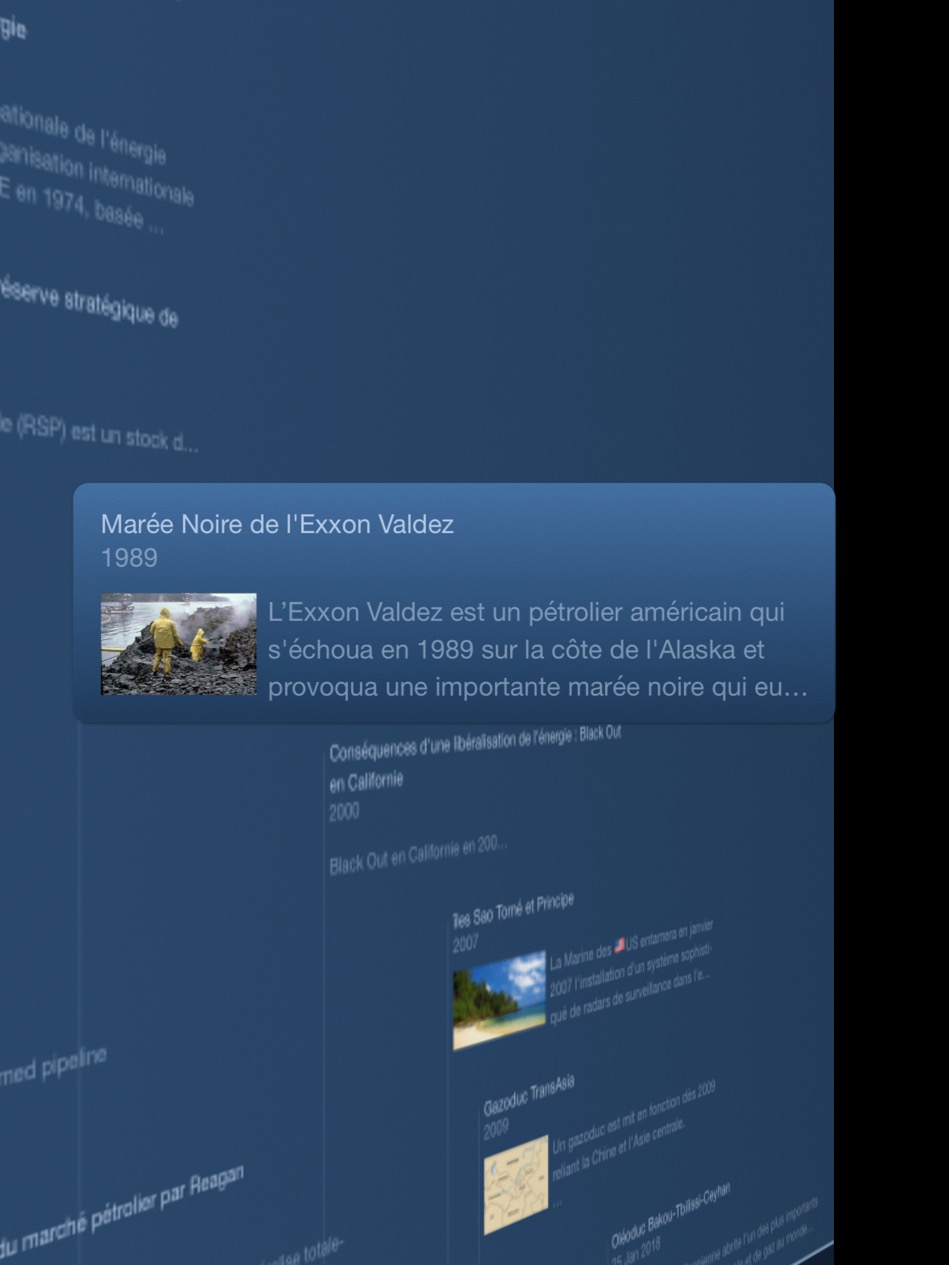 gie
ationale de l'énergie
ganisation internationale
E en 1974, basée ...
éserve stratégique de
le (RSP) est un stock d...
Marée Noire de l'Exxon Valdez
1989
L’Exxon Valdez est un pétrolier américain qui
s'échoua en 1989 sur la côte de l'Alaska et
provoqua une importante marée noire qui eu…
Conséquences d'une libéralisation de l'énergie : Black Out
en Californie
2000
Black Out en Californie en 200...
îles Sao Tomé et Principe
2007
La Marine des 🇺🇸US entamera en janvier
2007 l'installation d'un système sophisti-
qué de radars de surveillance dans l'e...
med pipeline
Gazoduc TransAsia
2009
Un gazoduc est mit en fonction dès 2009
reliant la Chine et l'Asie centrale.
...
du marché pétrolier par Reagan
Oléoduc Bakou-Tbilissi-Ceyhan
25 Jan 2018
abrite l'un des plus importants
et de gaz au monde...
totale-